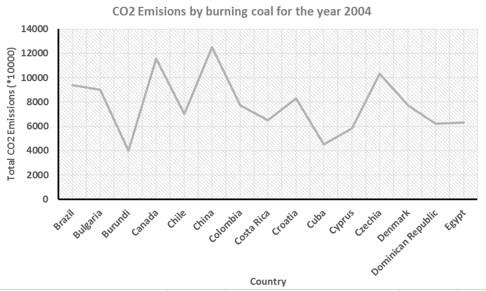 CO2 Emisions by burning coal for the year 2004
Total CO2 Emissions (*10000)
14000
12000
10000
8000
6000
4000
2000
0
Brazil
Bulgaria
Burundi
Canada
Chile
China
Colombia
Costa Rica
Croatia
Cuba
Cyprus
Czechia
Denmark
Dominican Republic
Egypt
Country